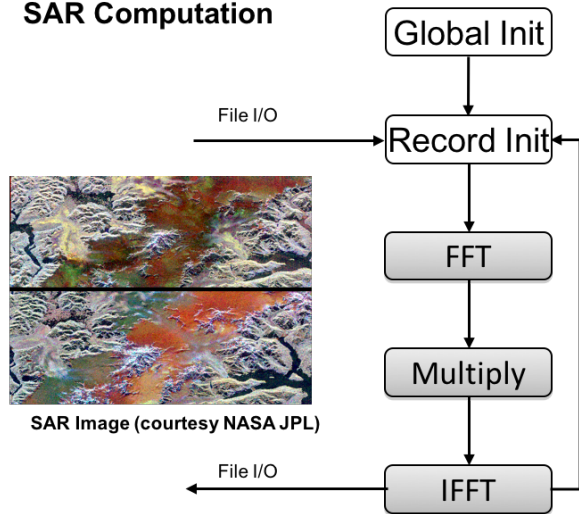 SAR Computation
Global Init
File I/O
Record Init
FFT
Multiply
SAR Image (courtesy NASA JPL)
File I/O
IFFT